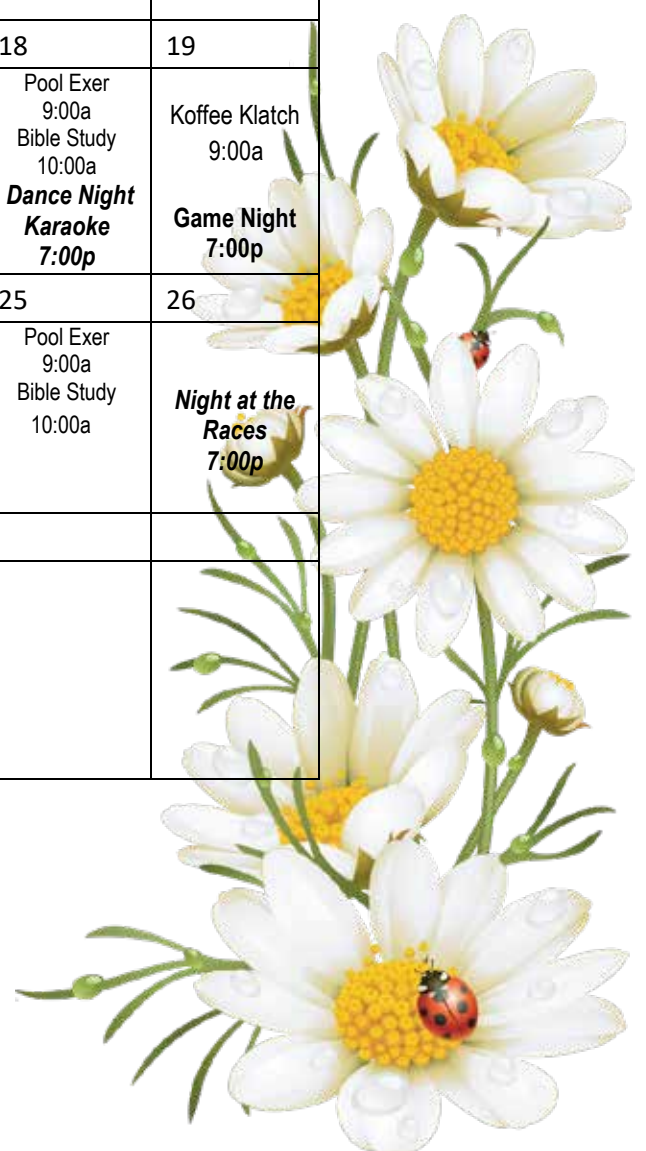 18
19
Pool Exer
9:00a
Bible Study
10:00a
Dance Night
Karaoke
7:00p
Koffee Klatch
9:00a
Game Night
7:00p
25
26
Pool Exer
9:00a
Bible Study
10:00a
Night at the
Races
7:00p